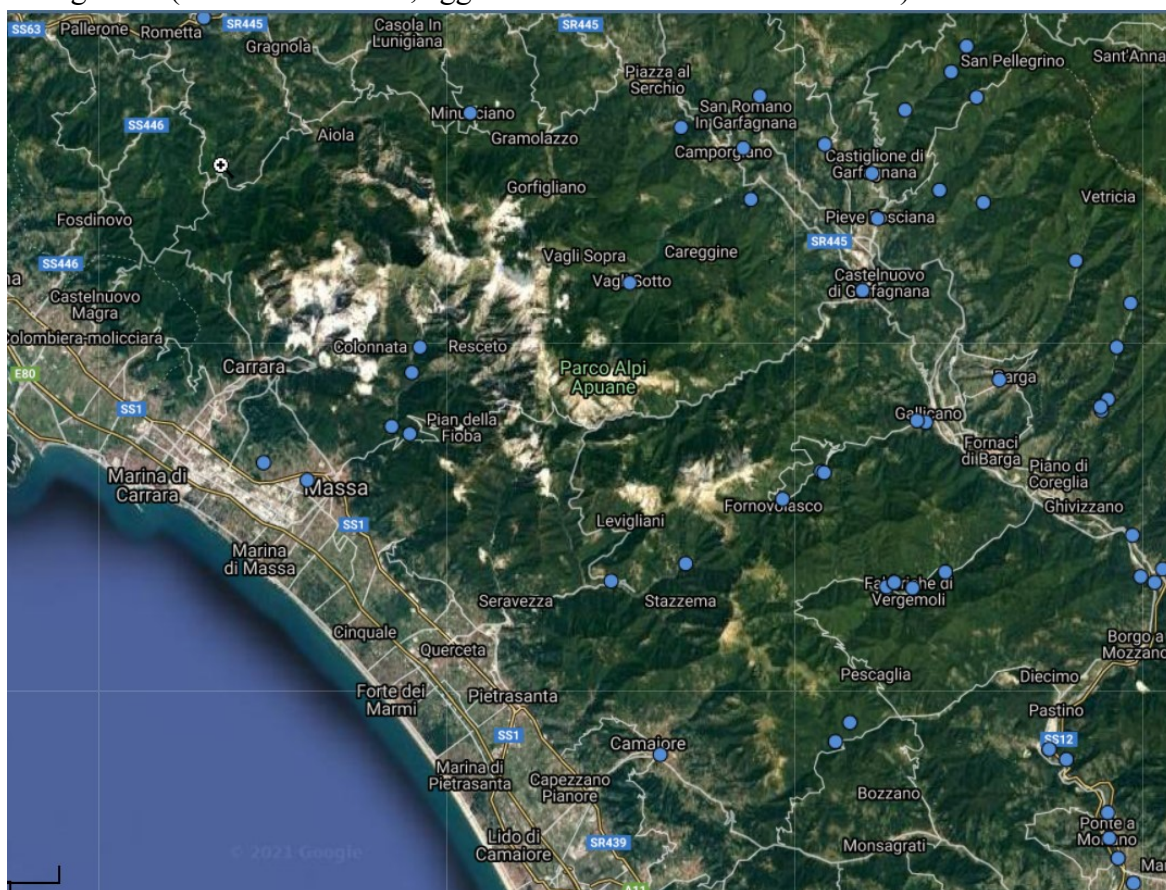 SS63
Pallerone
Rometta
SR445
Gragnola
Casola In
Lunigiana
SR445
Piazza al
Serchio
San Pellegrino
Sant'Anna
SS446
Aiola
Minucciano
Gramolazzo
San Romano
In Garfagnana
Camporgiano
Castiglione di
Garfagnana
Gorfigliano
Fosdinovo
Vetricia
Pieve Fosciana
SR445
SS446
Vagli Sopra
Careggine
Vagli Sotto
Castelnuovo
di Garfagnana
Castelnuovo
Magra
Colombiera-molicciara
Colonnata
Resceto
E80
Carrara
Parco Alpi
Apuane
Barga
SS1
Pian della
Fioba
Gallicano
Fornaci
di Barga
Marina di
Carrara
Massa
Piano di
Coreglia
Fornovolasco
Ghivizzano
SS1
Levigliani
Marina
di Massa
Seravezza
Stazzema
Fabbriche di
Vergemoli
Cinquale
Querceta
Borgo a
Mozzano
Pescaglia
Diecimo
Forte dei
Marmi
Pietrasanta
Pastino
SS1
Camaiore
SS12
Marina di
Pietrasanta
Capezzano
Pianore
Bozzano
Ponte a
Moriano
Lido di
Camaiore
SR439
Monsagrati
© 2021 Google
A11